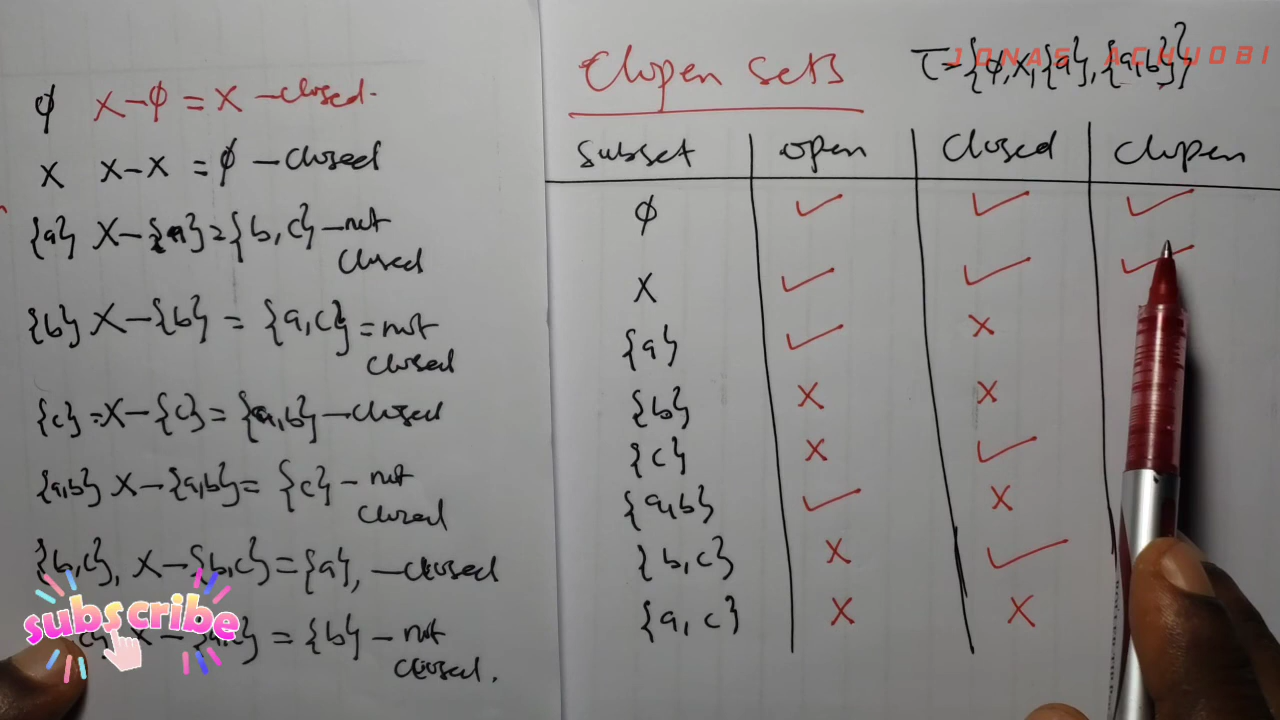 ϕ X-ϕ = X -closed.
X X-X = ϕ -closed
{a} X-{a}={b,c}-not
closed
{b} X-{b} = {a,c}=not
closed
{c}=X-{c}={a,b}-closed
{a,b} X-{a,b}= {c}-not
closed
{b,c}, X-{b,c}={a},-closed
c} X-{a,c} = {b}-not
closed.
subscribe
Clopen sets
JONAS ACHUOBI
τ={ϕ,X,{a},{a,b}}
subset open closed clopen
ϕ ✓ ✓ ✓
X ✓ ✓ ✓
{a} ✓ x
{b} x x
{c} x ✓
{a,b} ✓ x
{b,c} x ✓
{a,c} x x